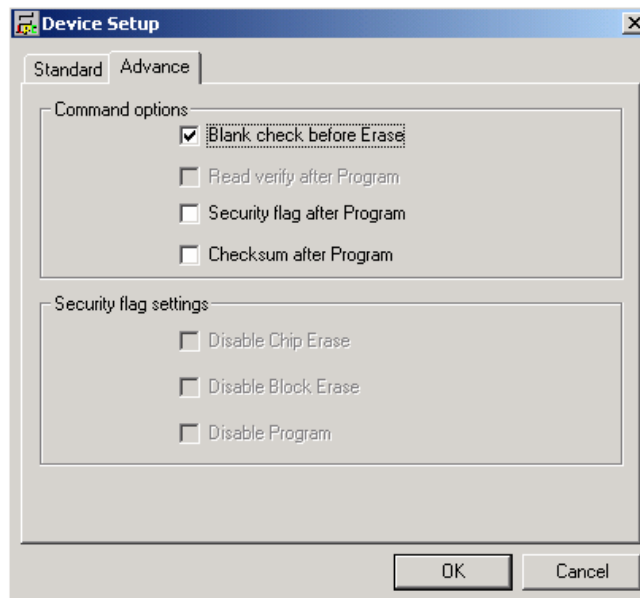 Device Setup
Standard
Advance
Command options
Blank check before Erase
Read verify after Program
Security flag after Program
Checksum after Program
Security flag settings
Disable Chip Erase
Disable Block Erase
Disable Program
OK
Cancel